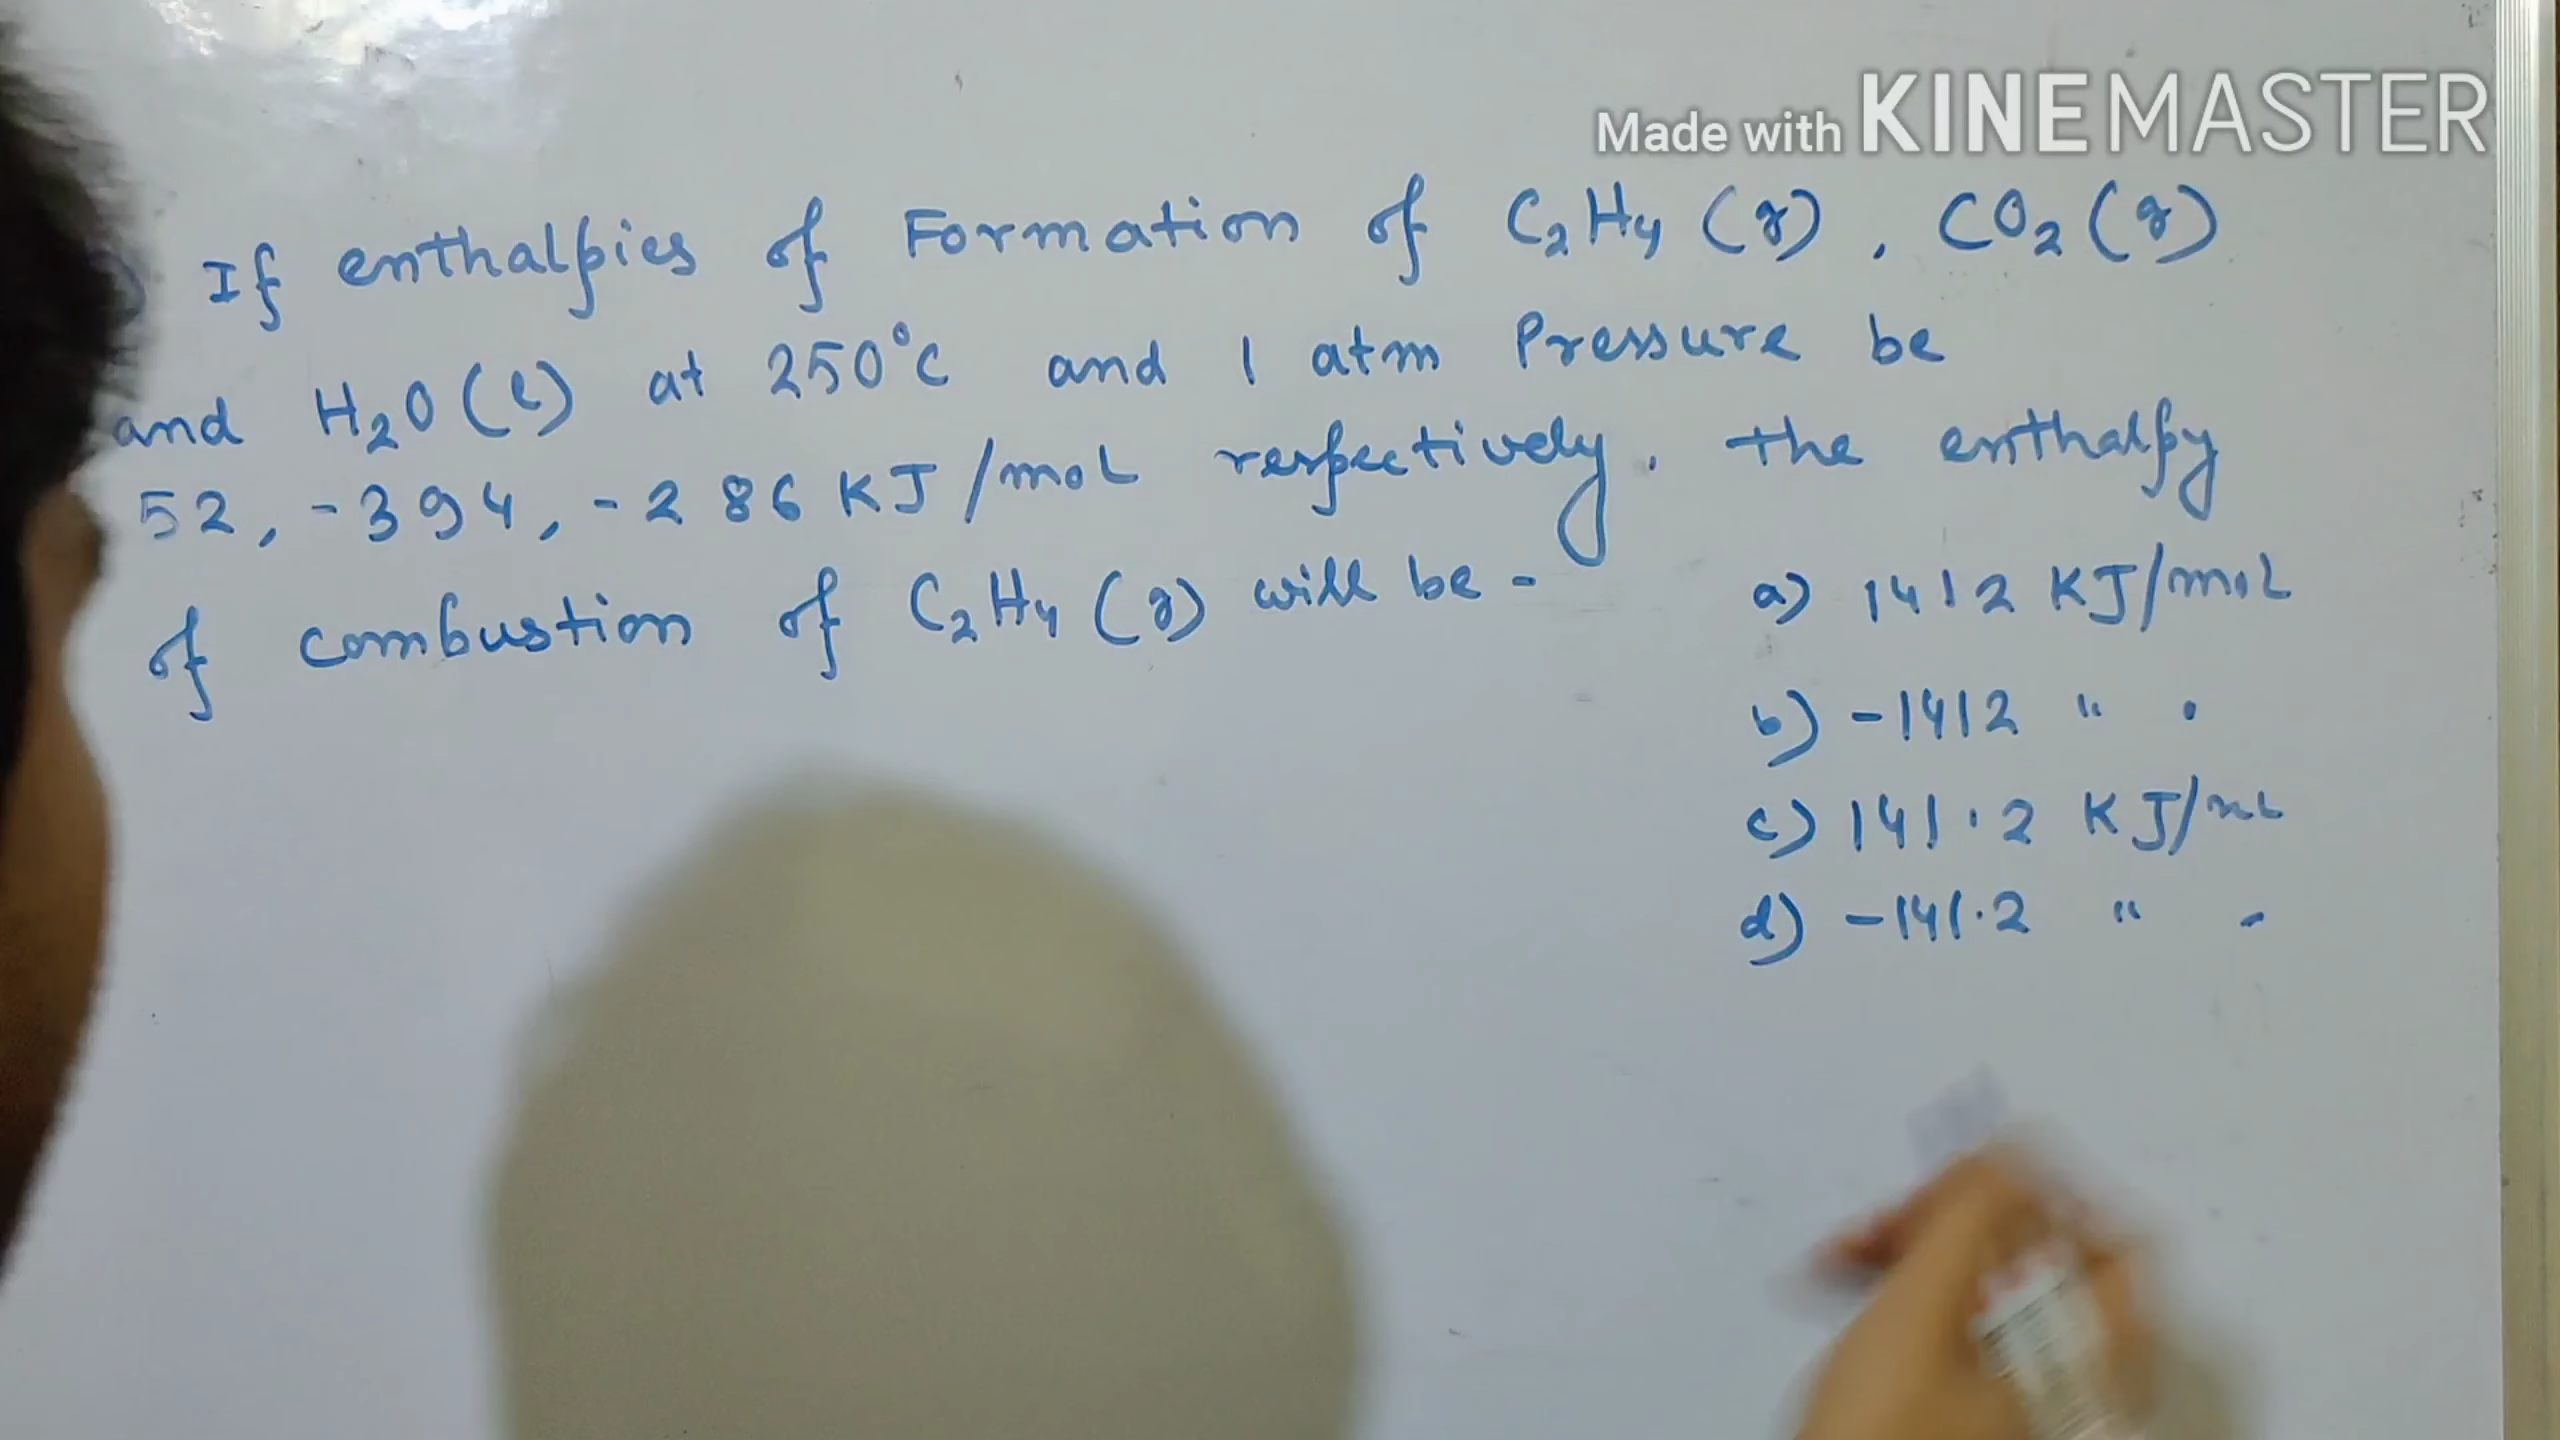 Made with KINEMASTER
) If enthalpies of Formation of C₂H₄ (g), CO₂ (g)
and H₂O (l) at 250°C and 1 atm Pressure be
52, -394, -286 KJ/mol respectively. The enthalpy
of combustion of C₂H₄ (g) will be -
a) 1412 KJ/mol
b) -1412 " "
c) 141.2 KJ/mol
d) -141.2 " "